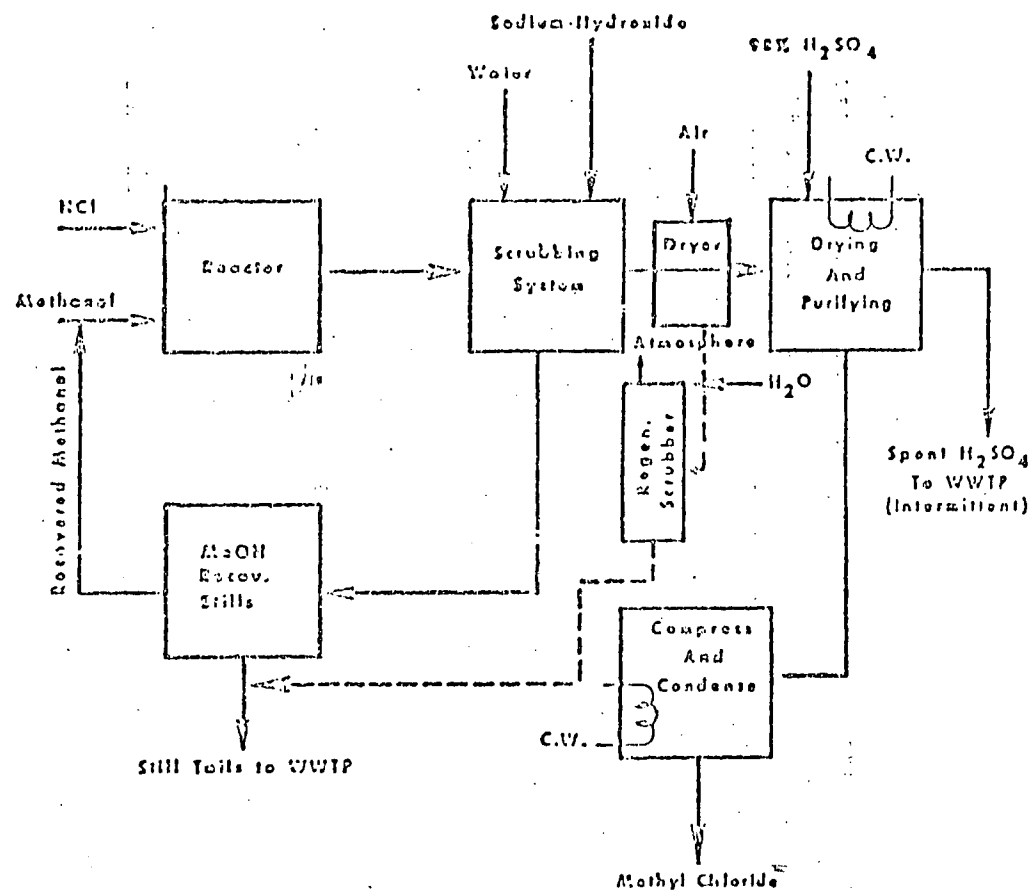 Sodium Hydroxide
Water
98% H2SO4
Air
C.W.
HCl
Methanol
Reactor
Scrubbing
System
Dryer
Drying
And
Purifying
Atmosphere
H2O
Regen.
Scrubber
Recovered Methanol
Spent H2SO4
To WWTP
(Intermittent)
MeOH
Recov.
Stills
Compress
And
Condense
C.W.
Still Tails to WWTP
Methyl Chloride